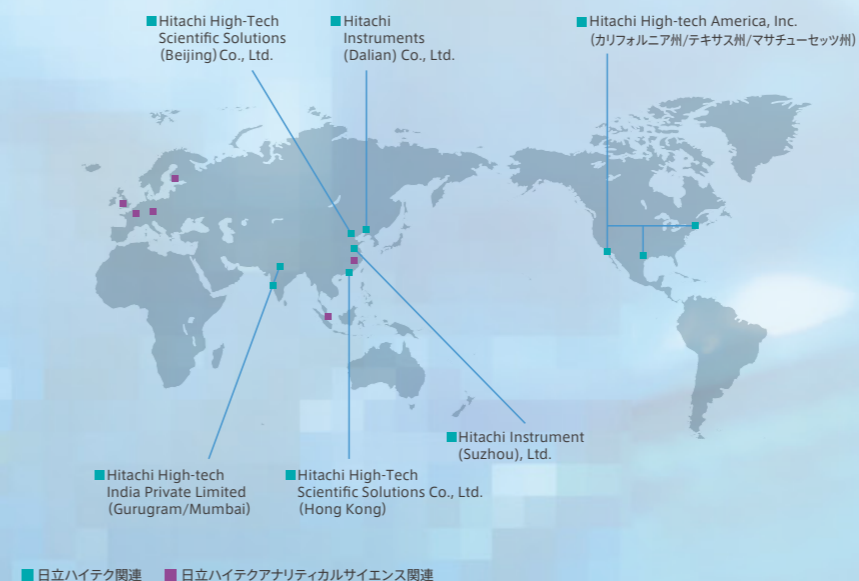 Hitachi High-Tech
Scientific Solutions
(Beijing) Co., Ltd.
Hitachi
Instruments
(Dalian) Co., Ltd.
Hitachi High-tech America, Inc.
(カリフォルニア州/テキサス州/マサチューセッツ州)
Hitachi Instrument
(Suzhou), Ltd.
Hitachi High-tech
India Private Limited
(Gurugram/Mumbai)
Hitachi High-Tech
Scientific Solutions Co., Ltd.
(Hong Kong)
日立ハイテク関連 日立ハイテクアナリティカルサイエンス関連